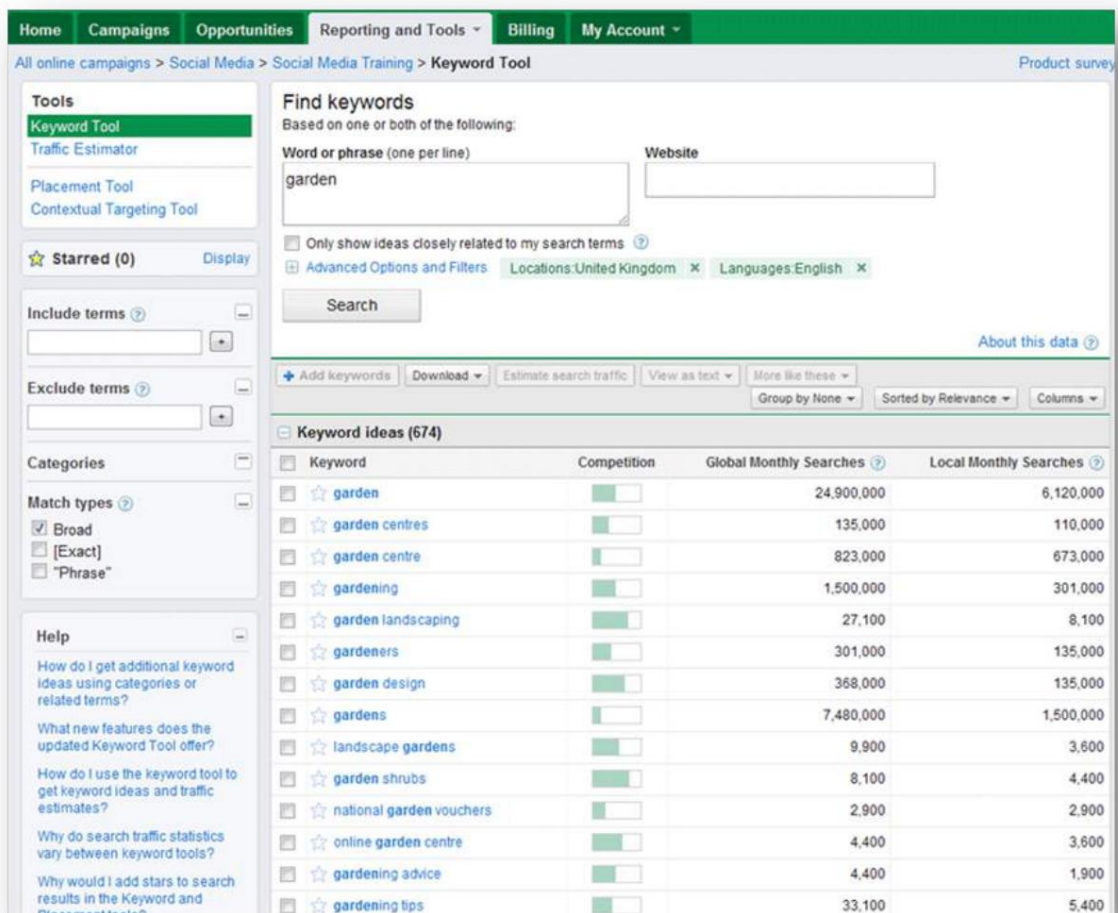 Home Campaigns Opportunities Reporting and Tools Billing My Account
All online campaigns > Social Media > Social Media Training > Keyword Tool Product survey
Tools
Keyword Tool
Traffic Estimator
Placement Tool
Contextual Targeting Tool
Starred (0) Display
Include terms ?
+
Exclude terms ?
+
Categories
Match types ?
Broad
[Exact]
"Phrase"
Help
How do I get additional keyword
ideas using categories or
related terms?
What new features does the
updated Keyword Tool offer?
How do I use the keyword tool to
get keyword ideas and traffic
estimates?
Why do search traffic statistics
vary between keyword tools?
Why would I add stars to search
results in the Keyword and
Find keywords
Based on one or both of the following:
Word or phrase (one per line) Website
garden
Only show ideas closely related to my search terms ?
Advanced Options and Filters Locations:United Kingdom × Languages:English ×
Search
About this data ?
+ Add keywords Download Estimate search traffic View as text More like these
Group by None Sorted by Relevance Columns
Keyword ideas (674)
Keyword Competition Global Monthly Searches ? Local Monthly Searches ?
garden 24,900,000 6,120,000
garden centres 135,000 110,000
garden centre 823,000 673,000
gardening 1,500,000 301,000
garden landscaping 27,100 8,100
gardeners 301,000 135,000
garden design 368,000 135,000
gardens 7,480,000 1,500,000
landscape gardens 9,900 3,600
garden shrubs 8,100 4,400
national garden vouchers 2,900 2,900
online garden centre 4,400 3,600
gardening advice 4,400 1,900
gardening tips 33,100 5,400